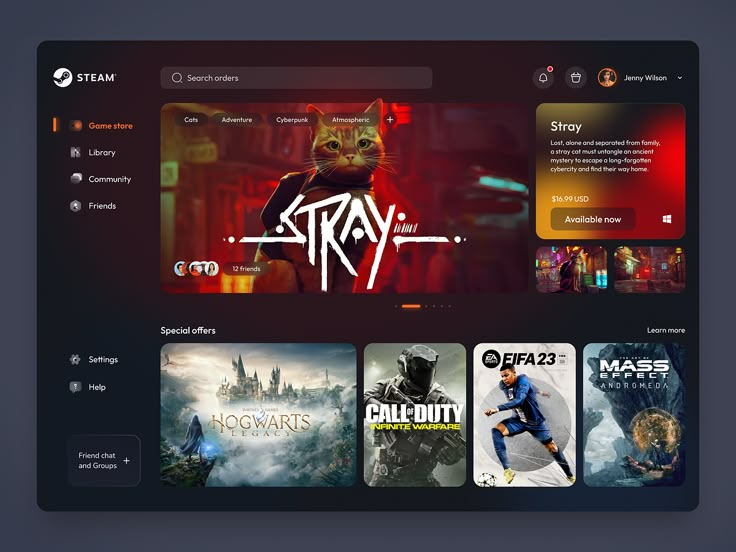 STEAM®
Search orders
Jenny Wilson
Game store
Library
Community
Friends
Cats
Adventure
Cyberpunk
Atmospheric
+
STRAY
12 friends
Stray
Lost, alone and separated from family,
a stray cat must untangle an ancient
mystery to escape a long-forgotten
cybercity and find their way home.
$16.99 USD
Available now
Special offers
Learn more
Settings
Help
Friend chat
and Groups
+
HOGWARTS
LEGACY
CALL OF DUTY
INFINITE WARFARE
EA
SPORTS
FIFA 23
THE ART OF
MASS
EFFECT
ANDROMEDA